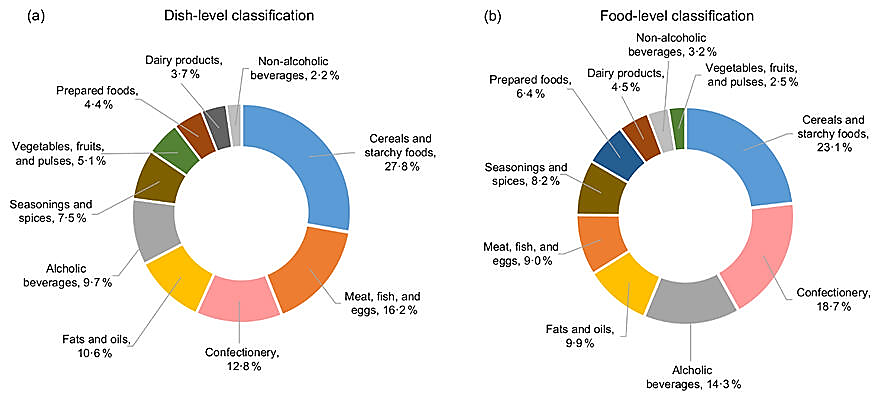 (a)
Dish-level classification
Non-alcoholic
beverages, 2·2 %
Dairy products,
3·7 %
Prepared foods,
4·4 %
Vegetables, fruits,
and pulses, 5·1 %
Seasonings and
spices, 7·5 %
Alcholic
beverages, 9·7 %
Fats and oils,
10·6 %
Confectionery,
12·8 %
Meat, fish, and
eggs, 16·2 %
Cereals and
starchy foods,
27·8 %
(b)
Food-level classification
Non-alcoholic
beverages, 3·2 %
Vegetables, fruits,
and pulses, 2·5 %
Dairy products,
4·5 %
Prepared foods,
6·4 %
Seasonings and
spices, 8·2 %
Meat, fish, and
eggs, 9·0 %
Fats and oils,
9·9 %
Alcholic
beverages, 14·3 %
Confectionery,
18·7 %
Cereals and
starchy foods,
23·1 %